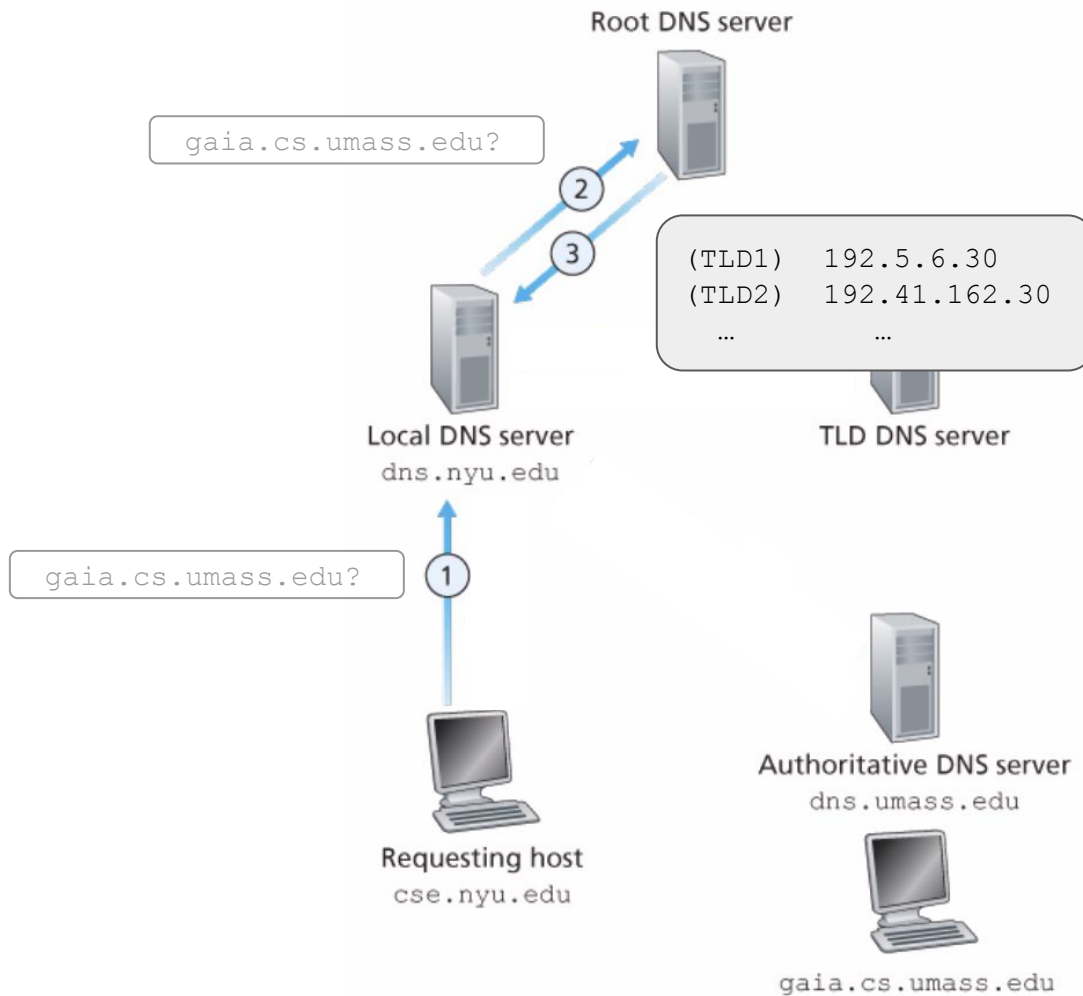 Root DNS server
gaia.cs.umass.edu?
2
3
(TLD1) 192.5.6.30
(TLD2) 192.41.162.30
… …
Local DNS server
dns.nyu.edu
TLD DNS server
gaia.cs.umass.edu?
1
Requesting host
cse.nyu.edu
Authoritative DNS server
dns.umass.edu
gaia.cs.umass.edu